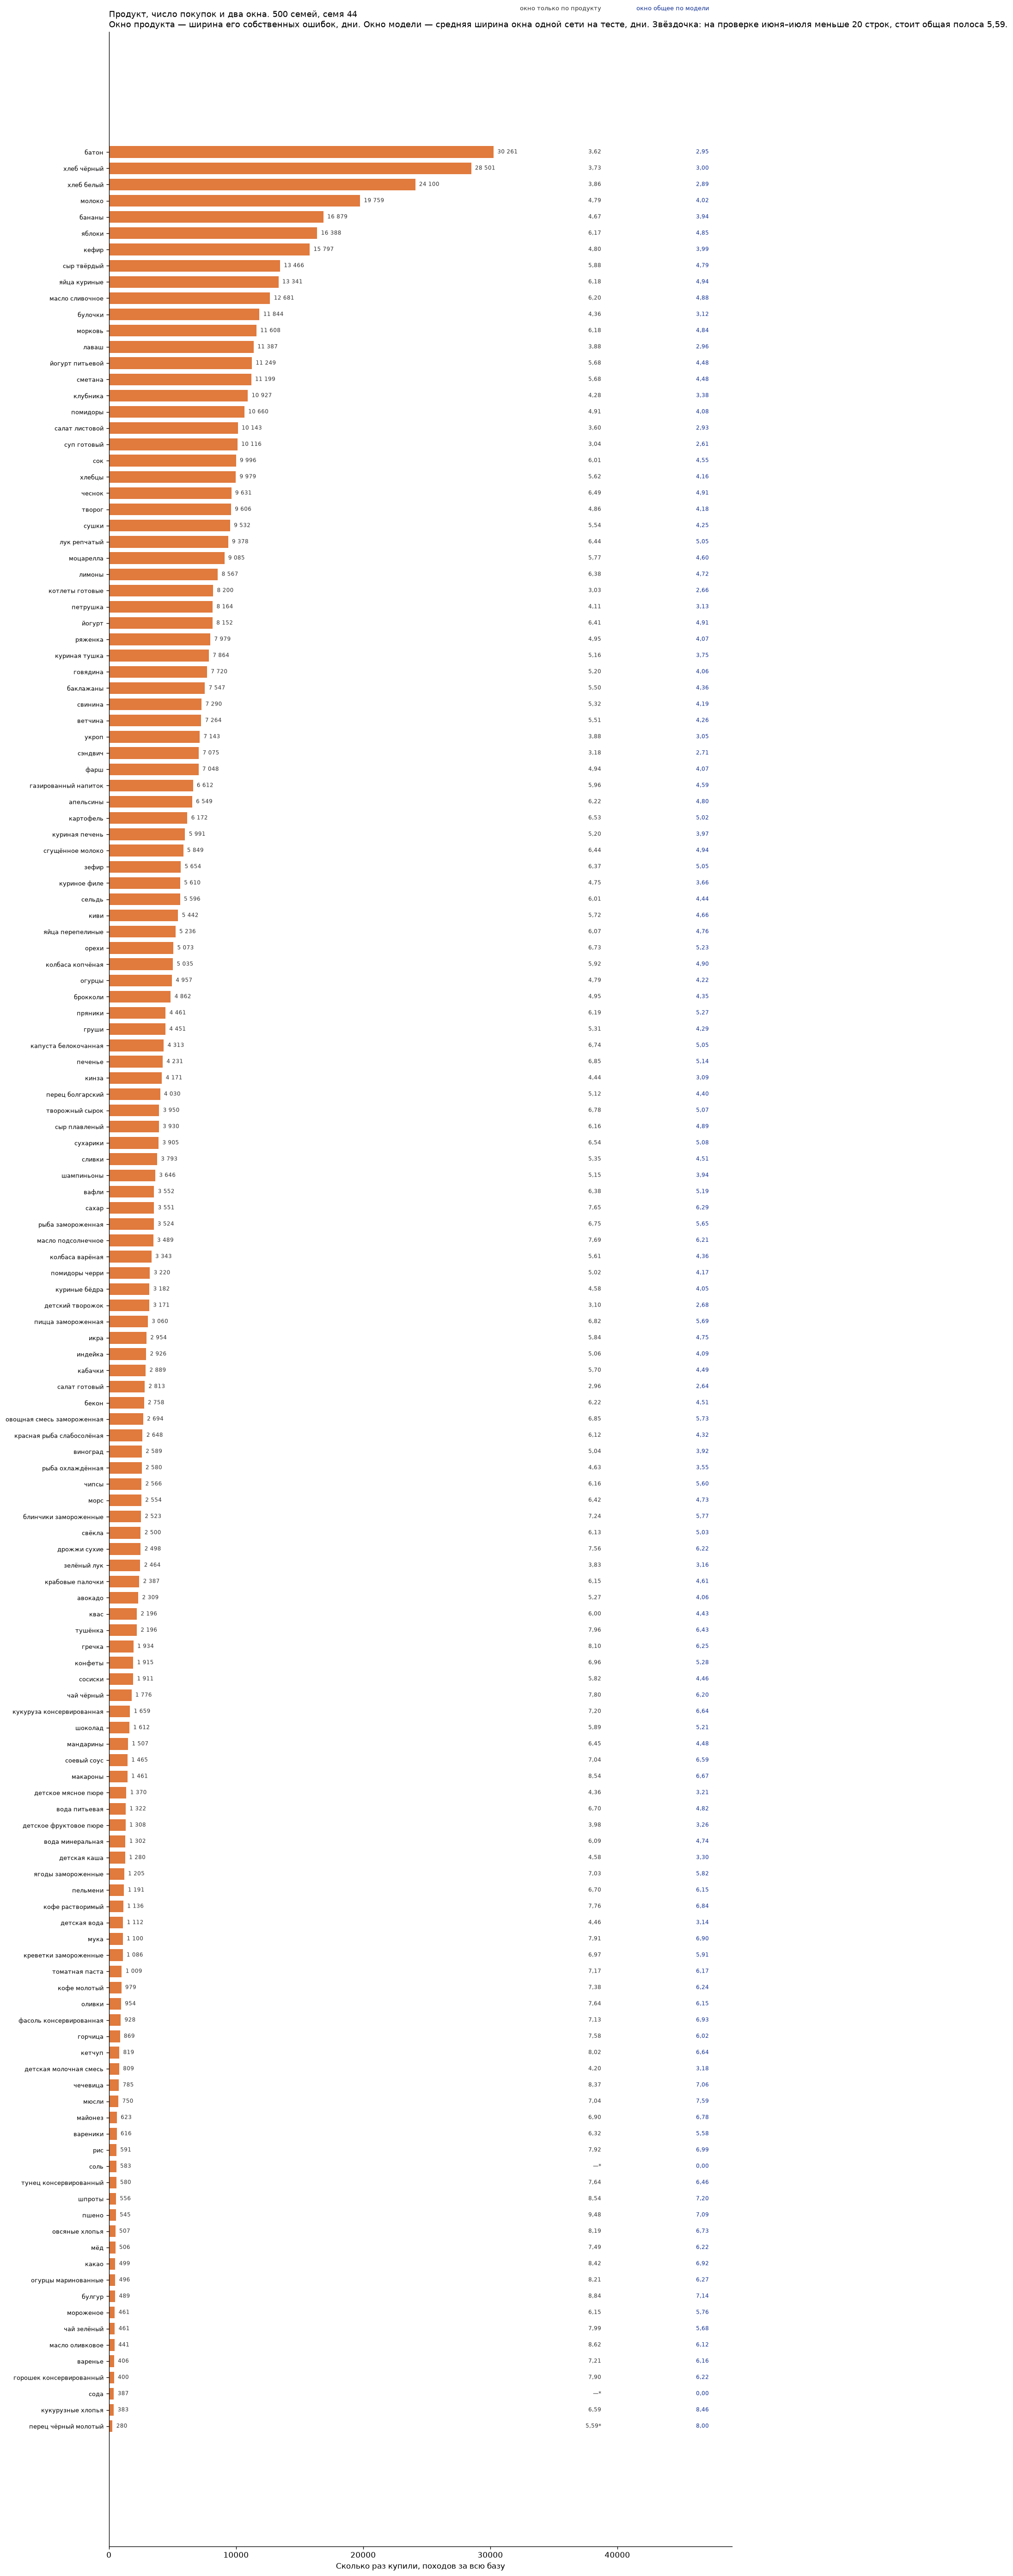 окно только по продукту окно общее по модели
Продукт, число покупок и два окна. 500 семей, семя 44
Окно продукта — ширина его собственных ошибок, дни. Окно модели — средняя ширина окна одной сети на тесте, дни. Звёздочка: на проверке июня–июля меньше 20 строк, стоит общая полоса 5,59.
батон 30 261 3,62 2,95
хлеб чёрный 28 501 3,73 3,00
хлеб белый 24 100 3,86 2,89
молоко 19 759 4,79 4,02
бананы 16 879 4,67 3,94
яблоки 16 388 6,17 4,85
кефир 15 797 4,80 3,99
сыр твёрдый 13 466 5,88 4,79
яйца куриные 13 341 6,18 4,94
масло сливочное 12 681 6,20 4,88
булочки 11 844 4,36 3,12
морковь 11 608 6,18 4,84
лаваш 11 387 3,88 2,96
йогурт питьевой 11 249 5,68 4,48
сметана 11 199 5,68 4,48
клубника 10 927 4,28 3,38
помидоры 10 660 4,91 4,08
салат листовой 10 143 3,60 2,93
суп готовый 10 116 3,04 2,61
сок 9 996 6,01 4,55
хлебцы 9 979 5,62 4,16
чеснок 9 631 6,49 4,91
творог 9 606 4,86 4,18
сушки 9 532 5,54 4,25
лук репчатый 9 378 6,44 5,05
моцарелла 9 085 5,77 4,60
лимоны 8 567 6,38 4,72
котлеты готовые 8 200 3,03 2,66
петрушка 8 164 4,11 3,13
йогурт 8 152 6,41 4,91
ряженка 7 979 4,95 4,07
куриная тушка 7 864 5,16 3,75
говядина 7 720 5,20 4,06
баклажаны 7 547 5,50 4,36
свинина 7 290 5,32 4,19
ветчина 7 264 5,51 4,26
укроп 7 143 3,88 3,05
сэндвич 7 075 3,18 2,71
фарш 7 048 4,94 4,07
газированный напиток 6 612 5,96 4,59
апельсины 6 549 6,22 4,80
картофель 6 172 6,53 5,02
куриная печень 5 991 5,20 3,97
сгущённое молоко 5 849 6,44 4,94
зефир 5 654 6,37 5,05
куриное филе 5 610 4,75 3,66
сельдь 5 596 6,01 4,44
киви 5 442 5,72 4,66
яйца перепелиные 5 236 6,07 4,76
орехи 5 073 6,73 5,23
колбаса копчёная 5 035 5,92 4,90
огурцы 4 957 4,79 4,22
брокколи 4 862 4,95 4,35
пряники 4 461 6,19 5,27
груши 4 451 5,31 4,29
капуста белокочанная 4 313 6,74 5,05
печенье 4 231 6,85 5,14
кинза 4 171 4,44 3,09
перец болгарский 4 030 5,12 4,40
творожный сырок 3 950 6,78 5,07
сыр плавленый 3 930 6,16 4,89
сухарики 3 905 6,54 5,08
сливки 3 793 5,35 4,51
шампиньоны 3 646 5,15 3,94
вафли 3 552 6,38 5,19
сахар 3 551 7,65 6,29
рыба замороженная 3 524 6,75 5,65
масло подсолнечное 3 489 7,69 6,21
колбаса варёная 3 343 5,61 4,36
помидоры черри 3 220 5,02 4,17
куриные бёдра 3 182 4,58 4,05
детский творожок 3 171 3,10 2,68
пицца замороженная 3 060 6,82 5,69
икра 2 954 5,84 4,75
индейка 2 926 5,06 4,09
кабачки 2 889 5,70 4,49
салат готовый 2 813 2,96 2,64
бекон 2 758 6,22 4,51
овощная смесь замороженная 2 694 6,85 5,73
красная рыба слабосолёная 2 648 6,12 4,32
виноград 2 589 5,04 3,92
рыба охлаждённая 2 580 4,63 3,55
чипсы 2 566 6,16 5,60
морс 2 554 6,42 4,73
блинчики замороженные 2 523 7,24 5,77
свёкла 2 500 6,13 5,03
дрожжи сухие 2 498 7,56 6,22
зелёный лук 2 464 3,83 3,16
крабовые палочки 2 387 6,15 4,61
авокадо 2 309 5,27 4,06
квас 2 196 6,00 4,43
тушёнка 2 196 7,96 6,43
гречка 1 934 8,10 6,25
конфеты 1 915 6,96 5,28
сосиски 1 911 5,82 4,46
чай чёрный 1 776 7,80 6,20
кукуруза консервированная 1 659 7,20 6,64
шоколад 1 612 5,89 5,21
мандарины 1 507 6,45 4,48
соевый соус 1 465 7,04 6,59
макароны 1 461 8,54 6,67
детское мясное пюре 1 370 4,36 3,21
вода питьевая 1 322 6,70 4,82
детское фруктовое пюре 1 308 3,98 3,26
вода минеральная 1 302 6,09 4,74
детская каша 1 280 4,58 3,30
ягоды замороженные 1 205 7,03 5,82
пельмени 1 191 6,70 6,15
кофе растворимый 1 136 7,76 6,84
детская вода 1 112 4,46 3,14
мука 1 100 7,91 6,90
креветки замороженные 1 086 6,97 5,91
томатная паста 1 009 7,17 6,17
кофе молотый 979 7,38 6,24
оливки 954 7,64 6,15
фасоль консервированная 928 7,13 6,93
горчица 869 7,58 6,02
кетчуп 819 8,02 6,64
детская молочная смесь 809 4,20 3,18
чечевица 785 8,37 7,06
мюсли 750 7,04 7,59
майонез 623 6,90 6,78
вареники 616 6,32 5,58
рис 591 7,92 6,99
соль 583 —* 0,00
тунец консервированный 580 7,64 6,46
шпроты 556 8,54 7,20
пшено 545 9,48 7,09
овсяные хлопья 507 8,19 6,73
мёд 506 7,49 6,22
какао 499 8,42 6,92
огурцы маринованные 496 8,21 6,27
булгур 489 8,84 7,14
мороженое 461 6,15 5,76
чай зелёный 461 7,99 5,68
масло оливковое 441 8,62 6,12
варенье 406 7,21 6,16
горошек консервированный 400 7,90 6,22
сода 387 —* 0,00
кукурузные хлопья 383 6,59 8,46
перец чёрный молотый 280 5,59* 8,00
0 10000 20000 30000 40000
Сколько раз купили, походов за всю базу